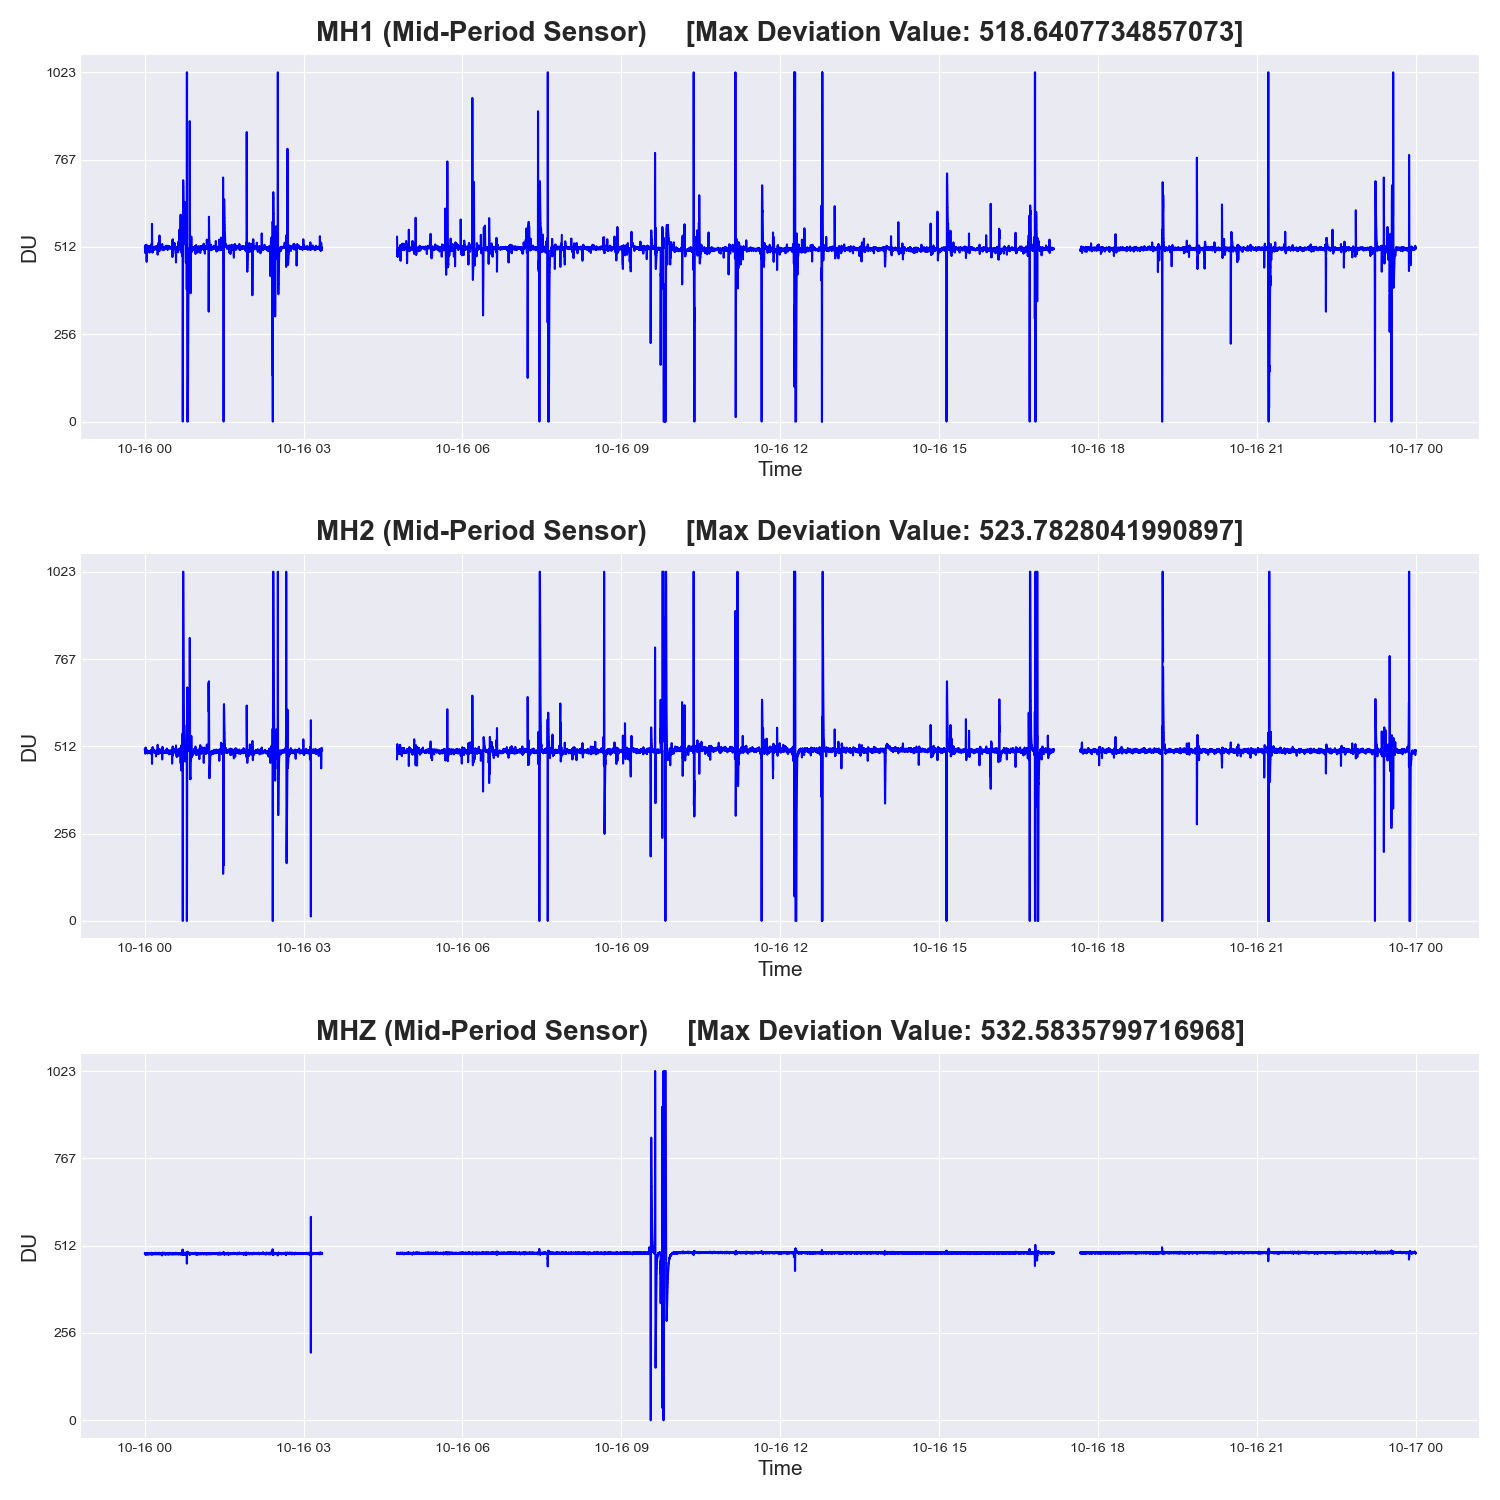 MH1 (Mid-Period Sensor) [Max Deviation Value: 518.6407734857073]
1023
767
512
256
0
DU
10-16 00 10-16 03 10-16 06 10-16 09 10-16 12 10-16 15 10-16 18 10-16 21 10-17 00
Time
MH2 (Mid-Period Sensor) [Max Deviation Value: 523.7828041990897]
1023
767
512
256
0
DU
10-16 00 10-16 03 10-16 06 10-16 09 10-16 12 10-16 15 10-16 18 10-16 21 10-17 00
Time
MHZ (Mid-Period Sensor) [Max Deviation Value: 532.5835799716968]
1023
767
512
256
0
DU
10-16 00 10-16 03 10-16 06 10-16 09 10-16 12 10-16 15 10-16 18 10-16 21 10-17 00
Time